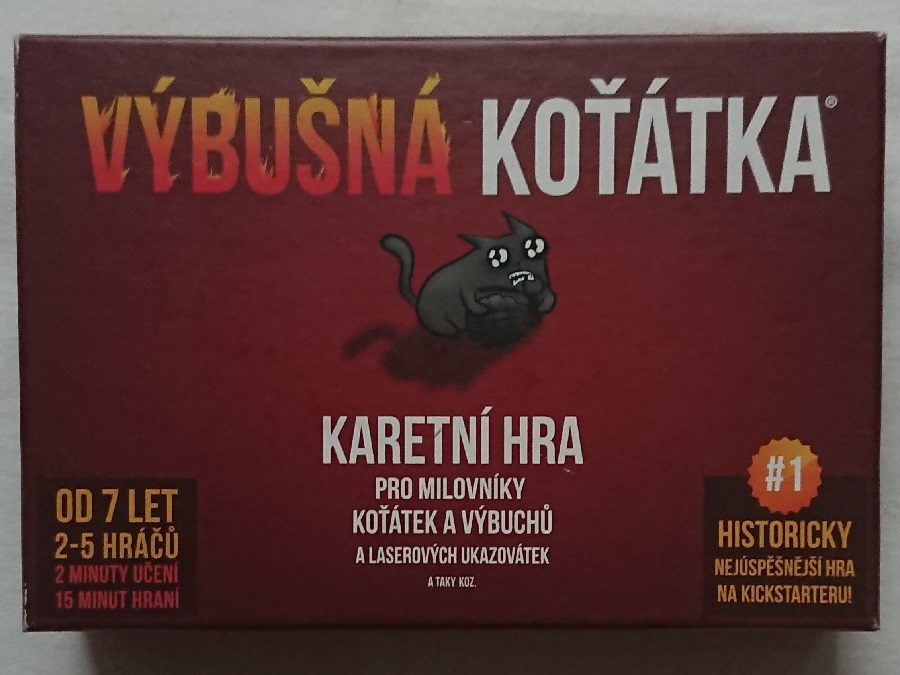 VÝBUŠNÁ KOŤÁTKA®
KARETNÍ HRA
PRO MILOVNÍKY
KOŤÁTEK A VÝBUCHŮ
A LASEROVÝCH UKAZOVÁTEK
A TAKY KOZ.
OD 7 LET
2-5 HRÁČŮ
2 MINUTY UČENÍ
15 MINUT HRANÍ
#1
HISTORICKY
NEJÚSPĚŠNĚJŠÍ HRA
NA KICKSTARTERU!